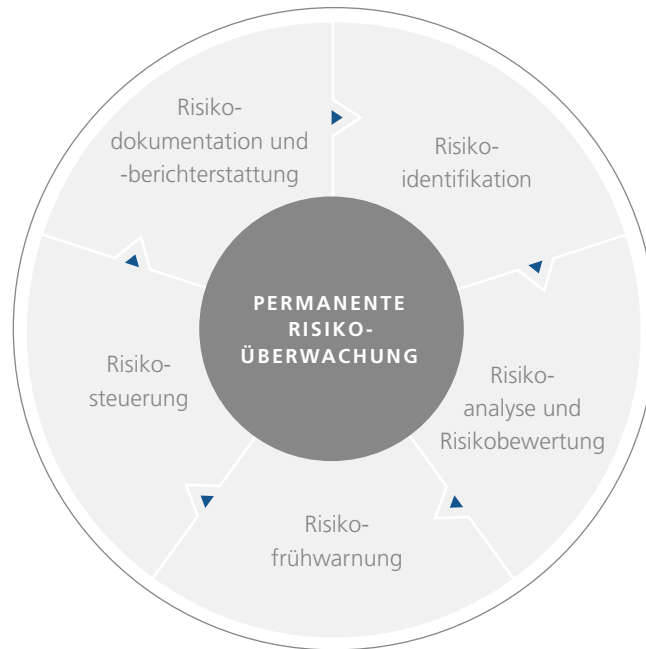 Risiko-
dokumentation und
-berichterstattung
Risiko-
identifikation
PERMANENTE
RISIKO-
ÜBERWACHUNG
Risiko-
steuerung
Risiko-
analyse und
Risikobewertung
Risiko-
frühwarnung